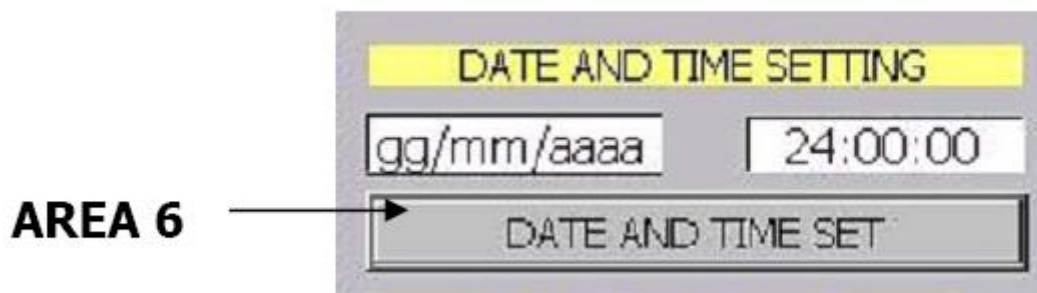 DATE AND TIME SETTING
gg/mm/aaaa 24:00:00
AREA 6 DATE AND TIME SET